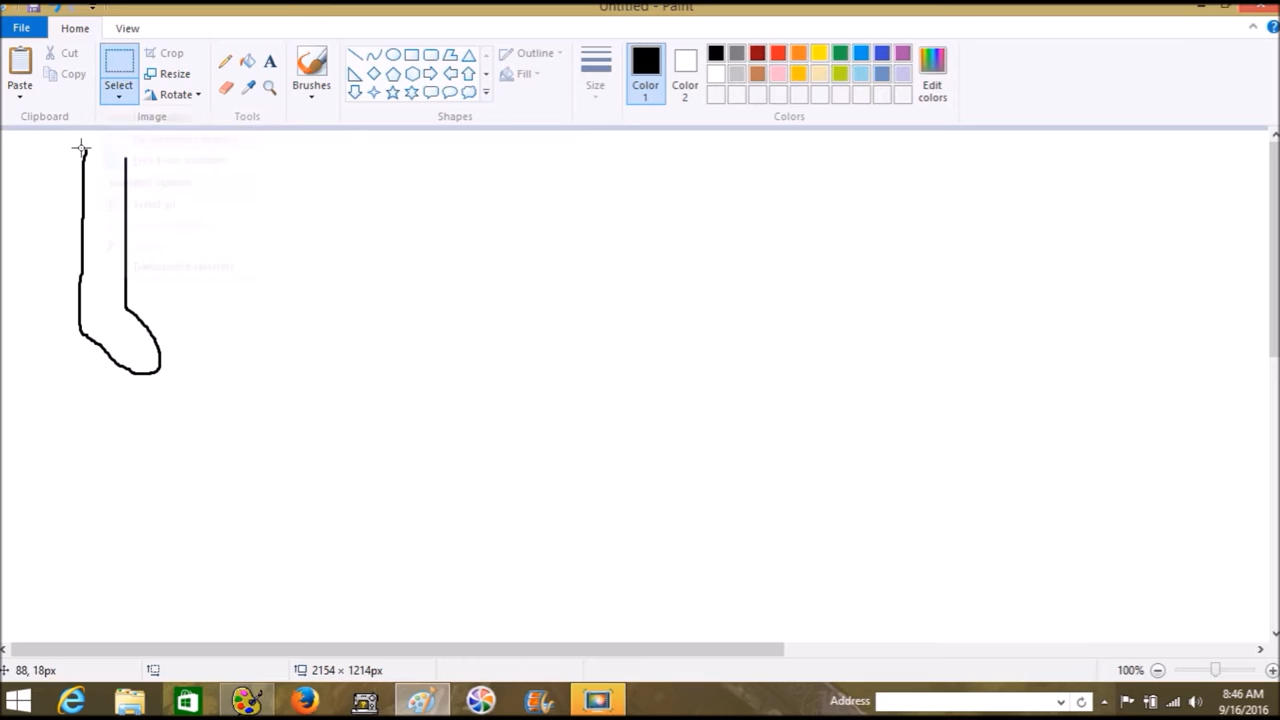 Untitled - Paint
File
Home
View
Paste
Cut
Copy
Clipboard
Select
Crop
Resize
Rotate
Image
Tools
Brushes
Shapes
Outline
Fill
Size
Color 1
Color 2
Edit colors
Colors
88, 18px
2154 × 1214px
100%
Address
8:46 AM
9/16/2016